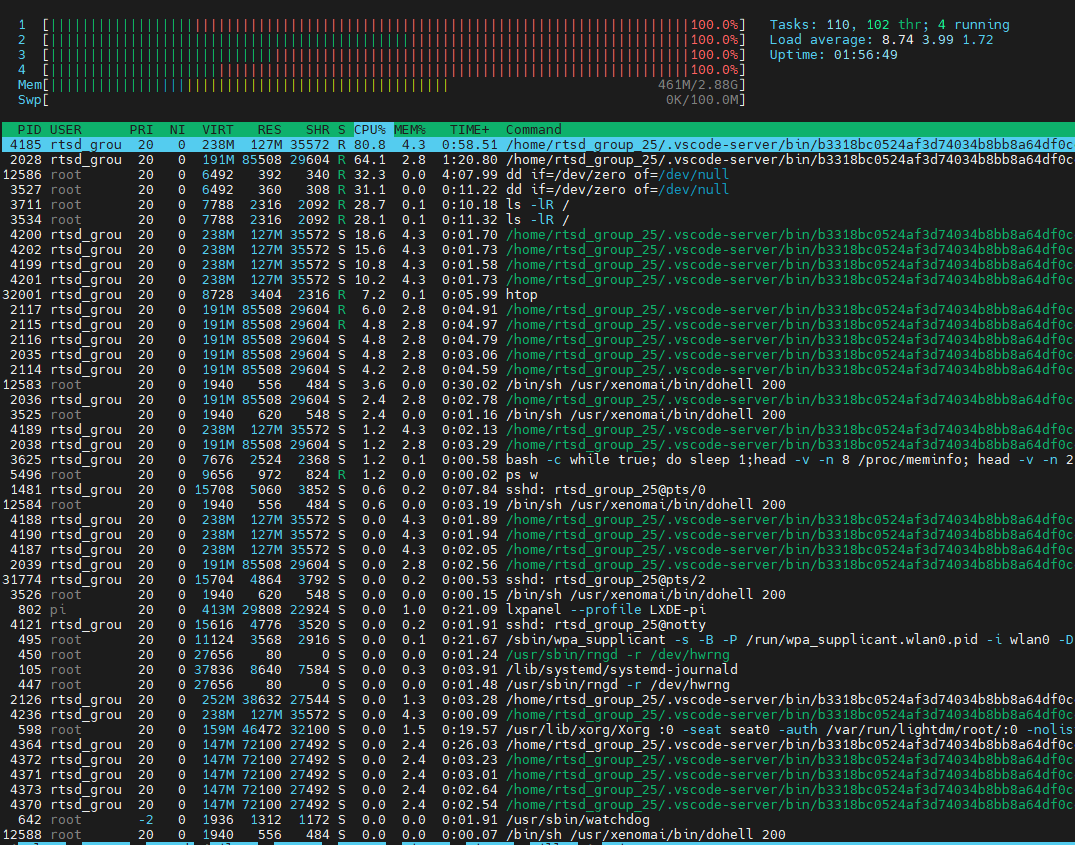 1 [100.0%] Tasks: 110, 102 thr; 4 running
2 [100.0%] Load average: 8.74 3.99 1.72
3 [100.0%] Uptime: 01:56:49
4 [100.0%]
Mem[461M/2.88G]
Swp[0K/100.0M]
PID USER PRI NI VIRT RES SHR S CPU% MEM% TIME+ Command
4185 rtsd_grou 20 0 238M 127M 35572 R 80.8 4.3 0:58.51 /home/rtsd_group_25/.vscode-server/bin/b3318bc0524af3d74034b8bb8a64df0c
2028 rtsd_grou 20 0 191M 85508 29604 R 64.1 2.8 1:20.80 /home/rtsd_group_25/.vscode-server/bin/b3318bc0524af3d74034b8bb8a64df0c
12586 root 20 0 6492 392 340 R 32.3 0.0 4:07.99 dd if=/dev/zero of=/dev/null
3527 root 20 0 6492 360 308 R 31.1 0.0 0:11.22 dd if=/dev/zero of=/dev/null
3711 root 20 0 7788 2316 2092 R 28.7 0.1 0:10.18 ls -lR /
3534 root 20 0 7788 2316 2092 R 28.1 0.1 0:11.32 ls -lR /
4200 rtsd_grou 20 0 238M 127M 35572 S 18.6 4.3 0:01.70 /home/rtsd_group_25/.vscode-server/bin/b3318bc0524af3d74034b8bb8a64df0c
4202 rtsd_grou 20 0 238M 127M 35572 S 15.6 4.3 0:01.73 /home/rtsd_group_25/.vscode-server/bin/b3318bc0524af3d74034b8bb8a64df0c
4199 rtsd_grou 20 0 238M 127M 35572 S 10.8 4.3 0:01.58 /home/rtsd_group_25/.vscode-server/bin/b3318bc0524af3d74034b8bb8a64df0c
4201 rtsd_grou 20 0 238M 127M 35572 S 10.2 4.3 0:01.73 /home/rtsd_group_25/.vscode-server/bin/b3318bc0524af3d74034b8bb8a64df0c
32001 rtsd_grou 20 0 8728 3404 2316 R 7.2 0.1 0:05.99 htop
2117 rtsd_grou 20 0 191M 85508 29604 R 6.0 2.8 0:04.91 /home/rtsd_group_25/.vscode-server/bin/b3318bc0524af3d74034b8bb8a64df0c
2115 rtsd_grou 20 0 191M 85508 29604 R 4.8 2.8 0:04.97 /home/rtsd_group_25/.vscode-server/bin/b3318bc0524af3d74034b8bb8a64df0c
2116 rtsd_grou 20 0 191M 85508 29604 S 4.8 2.8 0:04.79 /home/rtsd_group_25/.vscode-server/bin/b3318bc0524af3d74034b8bb8a64df0c
2035 rtsd_grou 20 0 191M 85508 29604 S 4.8 2.8 0:03.06 /home/rtsd_group_25/.vscode-server/bin/b3318bc0524af3d74034b8bb8a64df0c
2114 rtsd_grou 20 0 191M 85508 29604 S 4.2 2.8 0:04.59 /home/rtsd_group_25/.vscode-server/bin/b3318bc0524af3d74034b8bb8a64df0c
12583 root 20 0 1940 556 484 S 3.6 0.0 0:30.02 /bin/sh /usr/xenomai/bin/dohell 200
2036 rtsd_grou 20 0 191M 85508 29604 S 2.4 2.8 0:02.78 /home/rtsd_group_25/.vscode-server/bin/b3318bc0524af3d74034b8bb8a64df0c
3525 root 20 0 1940 620 548 S 2.4 0.0 0:01.16 /bin/sh /usr/xenomai/bin/dohell 200
4189 rtsd_grou 20 0 238M 127M 35572 S 1.2 4.3 0:02.13 /home/rtsd_group_25/.vscode-server/bin/b3318bc0524af3d74034b8bb8a64df0c
2038 rtsd_grou 20 0 191M 85508 29604 S 1.2 2.8 0:03.29 /home/rtsd_group_25/.vscode-server/bin/b3318bc0524af3d74034b8bb8a64df0c
3625 root 20 0 7676 2524 2368 S 1.2 0.1 0:00.58 bash -c while true; do sleep 1;head -v -n 8 /proc/meminfo; head -v -n 2
5496 root 20 0 9656 972 824 R 1.2 0.0 0:00.02 ps w
1481 rtsd_grou 20 0 15708 5060 3852 S 0.6 0.2 0:07.84 sshd: rtsd_group_25@pts/0
12584 root 20 0 1940 556 484 S 0.6 0.0 0:03.19 /bin/sh /usr/xenomai/bin/dohell 200
4188 rtsd_grou 20 0 238M 127M 35572 S 0.0 4.3 0:01.89 /home/rtsd_group_25/.vscode-server/bin/b3318bc0524af3d74034b8bb8a64df0c
4190 rtsd_grou 20 0 238M 127M 35572 S 0.0 4.3 0:01.94 /home/rtsd_group_25/.vscode-server/bin/b3318bc0524af3d74034b8bb8a64df0c
4187 rtsd_grou 20 0 238M 127M 35572 S 0.0 4.3 0:02.05 /home/rtsd_group_25/.vscode-server/bin/b3318bc0524af3d74034b8bb8a64df0c
2039 rtsd_grou 20 0 191M 85508 29604 S 0.0 2.8 0:02.56 /home/rtsd_group_25/.vscode-server/bin/b3318bc0524af3d74034b8bb8a64df0c
31774 rtsd_grou 20 0 15704 4864 3792 S 0.0 0.2 0:00.53 sshd: rtsd_group_25@pts/2
3526 root 20 0 1940 620 548 S 0.0 0.0 0:00.15 /bin/sh /usr/xenomai/bin/dohell 200
802 pi 20 0 413M 29808 22924 S 0.0 1.0 0:21.09 lxpanel --profile LXDE-pi
4121 rtsd_grou 20 0 15616 4776 3520 S 0.0 0.2 0:01.91 sshd: rtsd_group_25@notty
495 root 20 0 11124 3568 2916 S 0.0 0.1 0:21.67 /sbin/wpa_supplicant -s -B -P /run/wpa_supplicant.wlan0.pid -i wlan0 -D
450 root 20 0 27656 80 0 S 0.0 0.0 0:01.24 /usr/sbin/rngd -r /dev/hwrng
105 root 20 0 37836 8640 7584 S 0.0 0.3 0:03.91 /lib/systemd/systemd-journald
447 root 20 0 27656 80 0 S 0.0 0.0 0:01.48 /usr/sbin/rngd -r /dev/hwrng
2126 rtsd_grou 20 0 252M 38632 27544 S 0.0 1.3 0:03.28 /home/rtsd_group_25/.vscode-server/bin/b3318bc0524af3d74034b8bb8a64df0c
4236 rtsd_grou 20 0 238M 127M 35572 S 0.0 4.3 0:00.09 /home/rtsd_group_25/.vscode-server/bin/b3318bc0524af3d74034b8bb8a64df0c
598 root 20 0 159M 46472 32100 S 0.0 1.5 0:19.57 /usr/lib/xorg/Xorg :0 -seat seat0 -auth /var/run/lightdm/root/:0 -nolis
4364 rtsd_grou 20 0 147M 72100 27492 S 0.0 2.4 0:26.03 /home/rtsd_group_25/.vscode-server/bin/b3318bc0524af3d74034b8bb8a64df0c
4372 rtsd_grou 20 0 147M 72100 27492 S 0.0 2.4 0:03.23 /home/rtsd_group_25/.vscode-server/bin/b3318bc0524af3d74034b8bb8a64df0c
4371 rtsd_grou 20 0 147M 72100 27492 S 0.0 2.4 0:03.01 /home/rtsd_group_25/.vscode-server/bin/b3318bc0524af3d74034b8bb8a64df0c
4373 rtsd_grou 20 0 147M 72100 27492 S 0.0 2.4 0:02.64 /home/rtsd_group_25/.vscode-server/bin/b3318bc0524af3d74034b8bb8a64df0c
4370 rtsd_grou 20 0 147M 72100 27492 S 0.0 2.4 0:02.54 /home/rtsd_group_25/.vscode-server/bin/b3318bc0524af3d74034b8bb8a64df0c
642 root -2 0 1936 1312 1172 S 0.0 0.0 0:01.91 /usr/sbin/watchdog
12588 root 20 0 1940 556 484 S 0.0 0.0 0:00.07 /bin/sh /usr/xenomai/bin/dohell 200